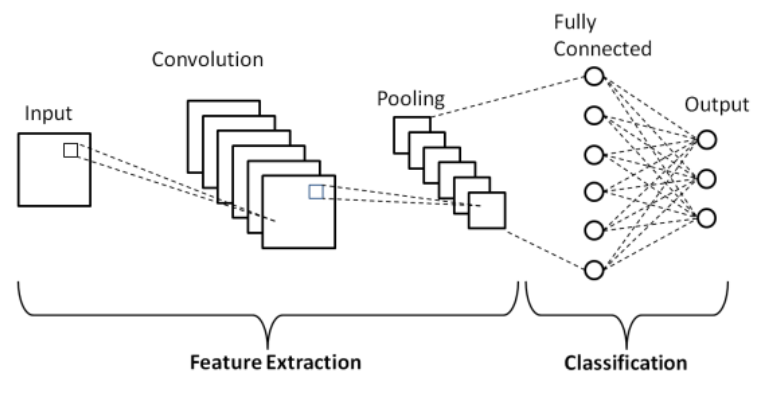 Input
Convolution
Pooling
Fully
Connected
Output
Feature Extraction
Classification